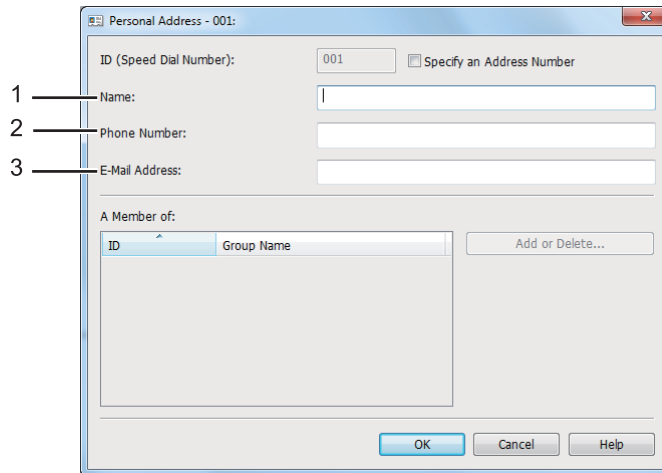 Personal Address - 001:
ID (Speed Dial Number): 001 Specify an Address Number
1 Name:
2 Phone Number:
3 E-Mail Address:
A Member of:
ID Group Name Add or Delete...
OK Cancel Help